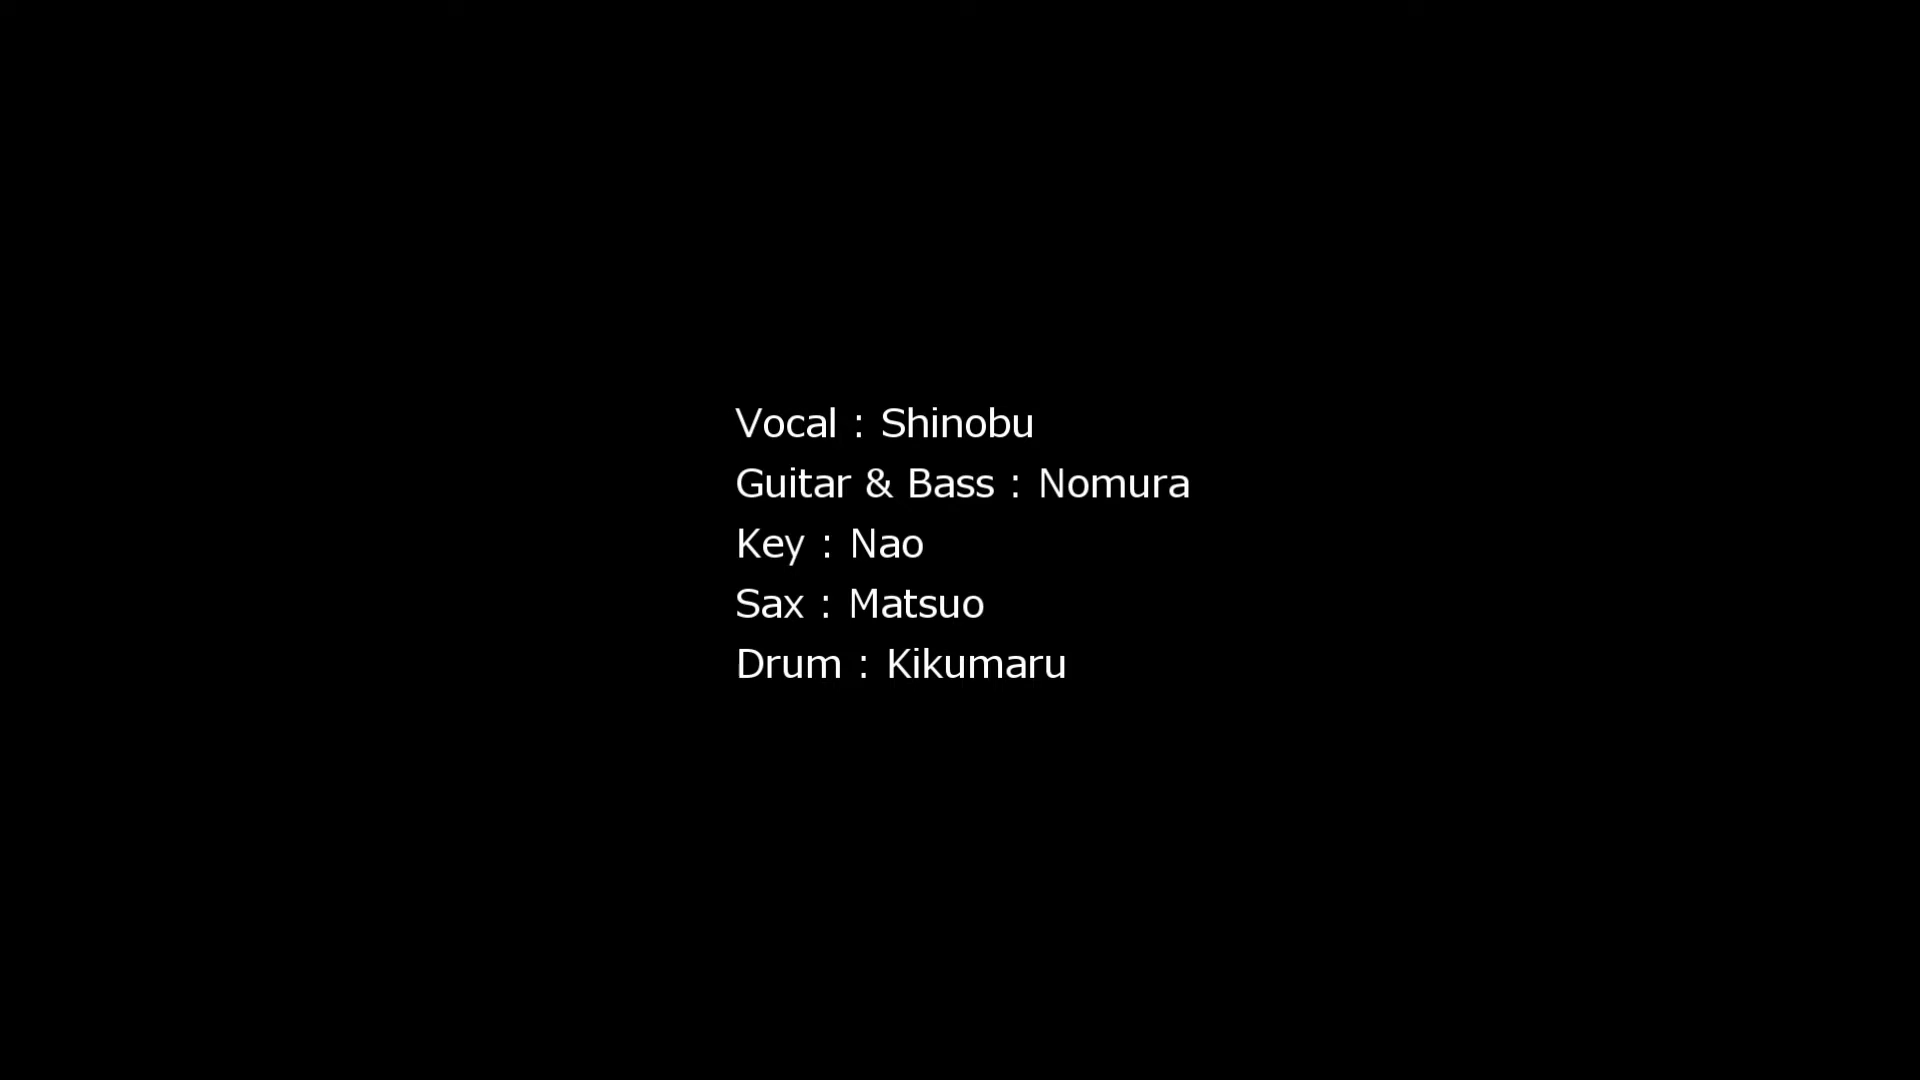 Vocal : Shinobu
Guitar & Bass : Nomura
Key : Nao
Sax : Matsuo
Drum : Kikumaru